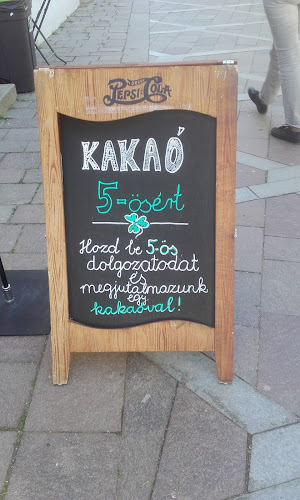 PEPSI-COLA
KAKAÓ
5-ösért
Hozd be 5-ös
dolgozatodat
és
megjutalmazunk
egy
kakaóval!